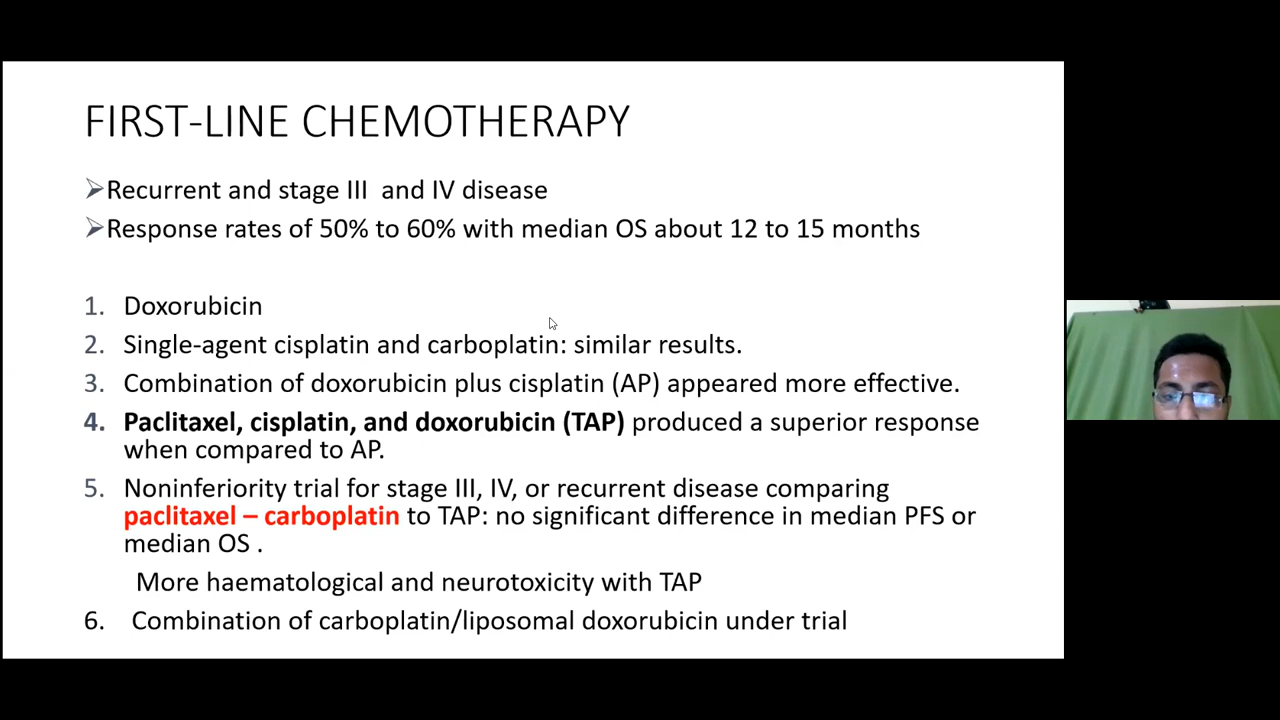 FIRST-LINE CHEMOTHERAPY
➢Recurrent and stage III and IV disease
➢Response rates of 50% to 60% with median OS about 12 to 15 months
1. Doxorubicin
2. Single-agent cisplatin and carboplatin: similar results.
3. Combination of doxorubicin plus cisplatin (AP) appeared more effective.
4. Paclitaxel, cisplatin, and doxorubicin (TAP) produced a superior response
when compared to AP.
5. Noninferiority trial for stage III, IV, or recurrent disease comparing
paclitaxel – carboplatin to TAP: no significant difference in median PFS or
median OS .
More haematological and neurotoxicity with TAP
6. Combination of carboplatin/liposomal doxorubicin under trial